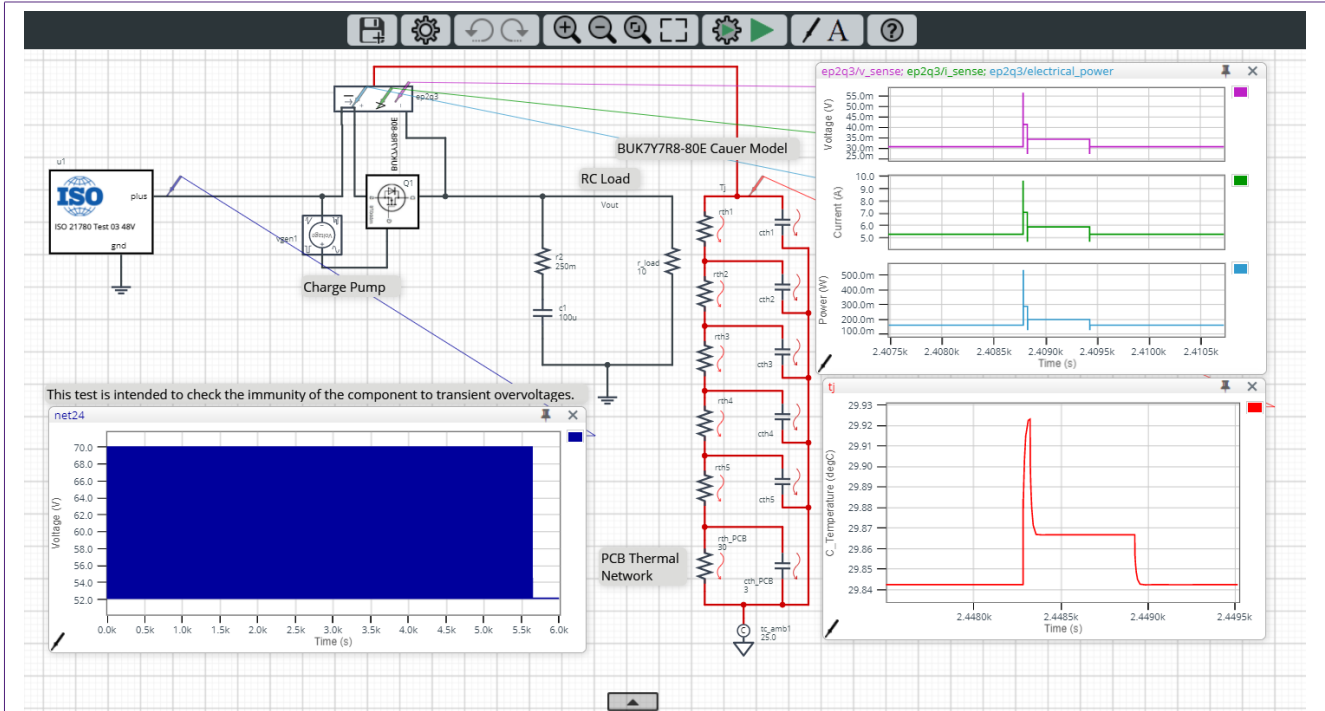 A
?
ep2q3
BUK7Y7R8-80E
u1
ISO
ISO 21780 Test 03 48V
plus
gnd
vgen1
Q1
Charge Pump
RC Load
Vout
r2
250m
c1
100u
r_load
10
BUK7Y7R8-80E Cauer Model
Tj
rth1
cth1
rth2
cth2
rth3
cth3
rth4
cth4
rth5
cth5
rth_PCB
30
cth_PCB
3
PCB Thermal
Network
C
tc_amb1
25.0
ep2q3/v_sense; ep2q3/i_sense; ep2q3/electrical_power
Voltage (V)
55.0m
50.0m
45.0m
40.0m
35.0m
30.0m
25.0m
Current (A)
10.0
9.0
8.0
7.0
6.0
5.0
Power (W)
500.0m
400.0m
300.0m
200.0m
100.0m
2.4075k 2.4080k 2.4085k 2.4090k 2.4095k 2.4100k 2.4105k
Time (s)
This test is intended to check the immunity of the component to transient overvoltages.
net24
Voltage (V)
70.0
68.0
66.0
64.0
62.0
60.0
58.0
56.0
54.0
52.0
0.0k 0.5k 1.0k 1.5k 2.0k 2.5k 3.0k 3.5k 4.0k 4.5k 5.0k 5.5k 6.0k
Time (s)
tj
C_Temperature (degC)
29.93
29.92
29.90
29.89
29.88
29.87
29.86
29.85
29.84
2.4480k 2.4485k 2.4490k 2.4495k
Time (s)